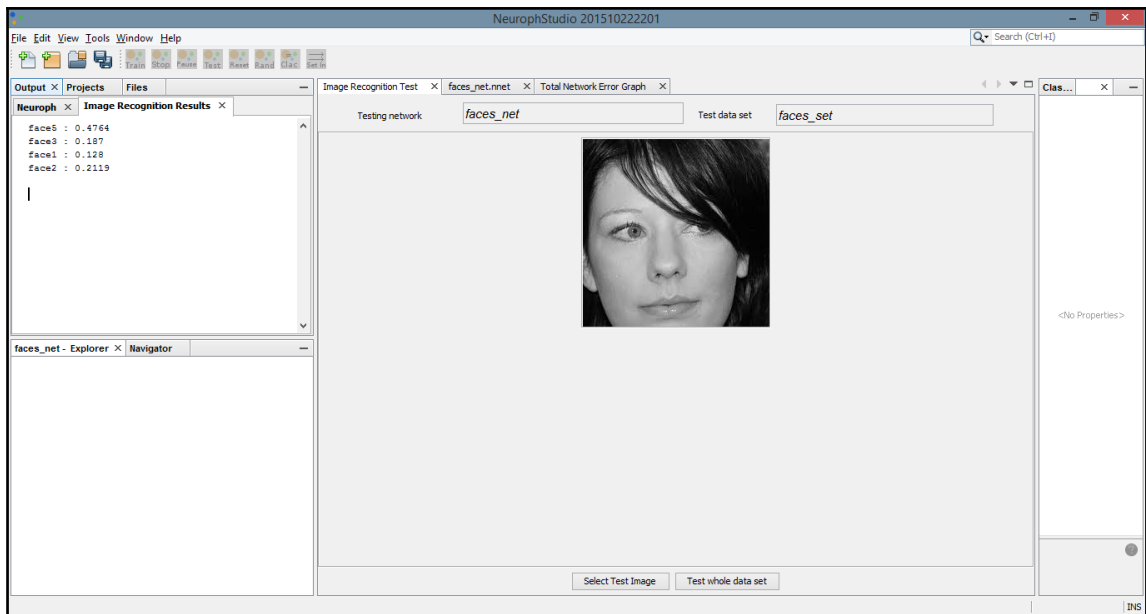 NeurophStudio 201510222201
File Edit View Tools Window Help
Search (Ctrl+I)
Train Stop Pause Test Reset Rand Clac Set In
Output Projects Files
Neuroph Image Recognition Results
face5 : 0.4764
face3 : 0.187
face1 : 0.128
face2 : 0.2119
faces_net - Explorer Navigator
Image Recognition Test faces_net.nnet Total Network Error Graph
Testing network faces_net Test data set faces_set
Select Test Image Test whole data set
Clas...
<No Properties>
INS